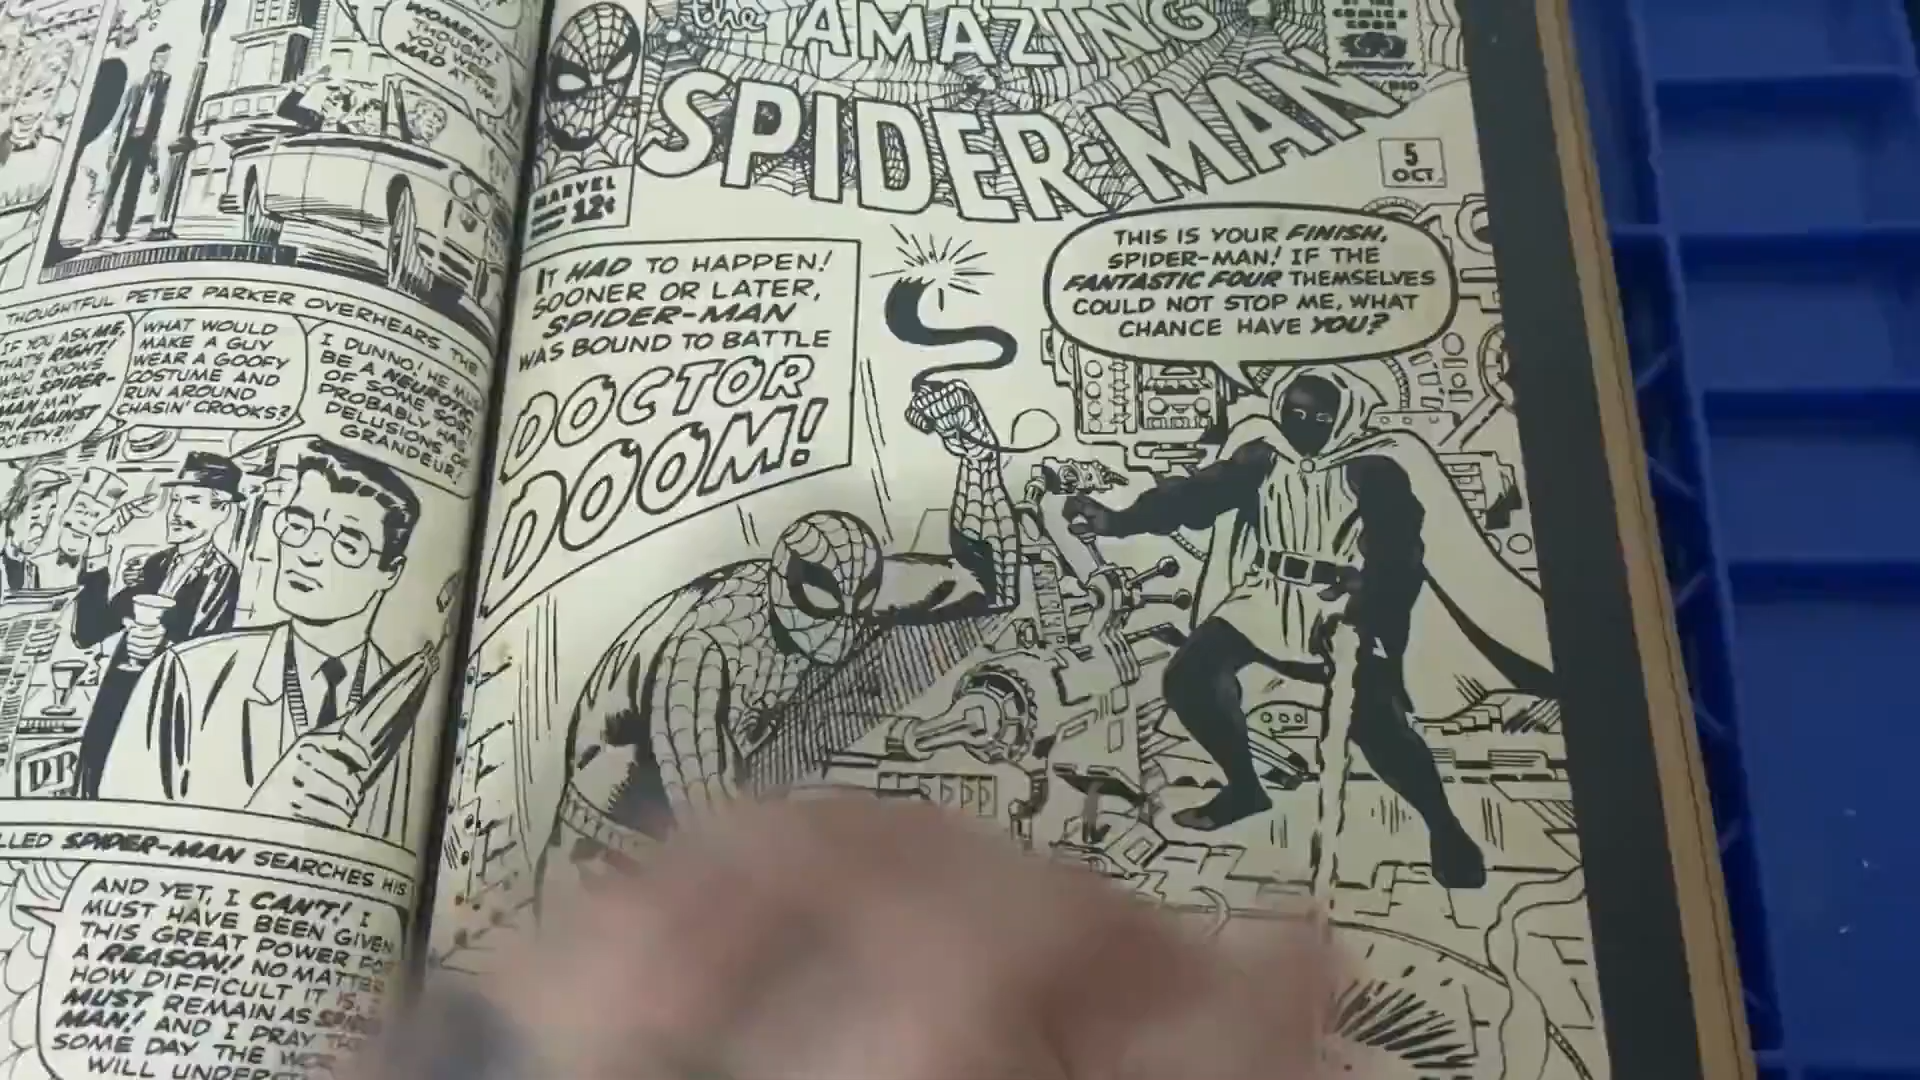 WOMEN!
THOUGHT
YOU WERE
MAD AT
THOUGHTFUL PETER PARKER OVERHEARS THE
IF YOU ASK ME,
THAT'S RIGHT!
WHO KNOWS
WHEN SPIDER-
MAN MAY
AGAINST
WHAT WOULD
MAKE A GUY
WEAR A GOOFY
COSTUME AND
RUN AROUND
CHASIN' CROOKS?
I DUNNO! HE
BE A NEUROTIC
OF SOME SORT!
PROBABLY HAS
DELUSIONS OF
GRANDEUR!
DR
SPIDER-MAN SEARCHES HIS
AND YET, I CAN'T! I
MUST HAVE BEEN GIVEN
THIS GREAT POWER FOR
A REASON! NO MATTER
HOW DIFFICULT IT IS,
MUST REMAIN AS
MAN! AND I PRAY
SOME DAY THE
WILL
the AMAZING
SPIDER-MAN
COMICS
CODE
AUTHORITY
MARVEL
12¢
5
OCT.
IT HAD TO HAPPEN!
SOONER OR LATER,
SPIDER-MAN
WAS BOUND TO BATTLE
DOCTOR
DOOM!
THIS IS YOUR FINISH,
SPIDER-MAN! IF THE
FANTASTIC FOUR THEMSELVES
COULD NOT STOP ME, WHAT
CHANCE HAVE YOU?